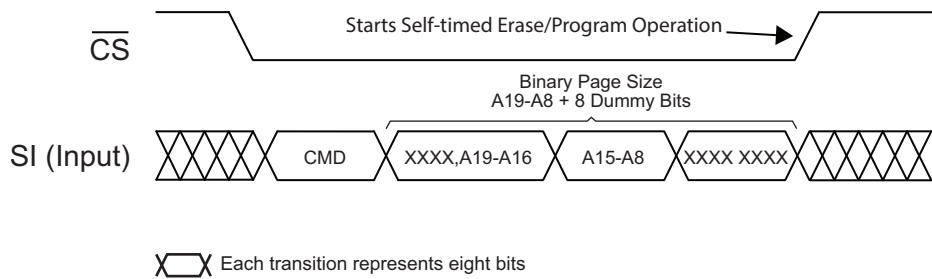 Starts Self-timed Erase/Program Operation
CS
Binary Page Size
A19-A8 + 8 Dummy Bits
SI (Input)
CMD
XXXX,A19-A16
A15-A8
XXXX XXXX
Each transition represents eight bits